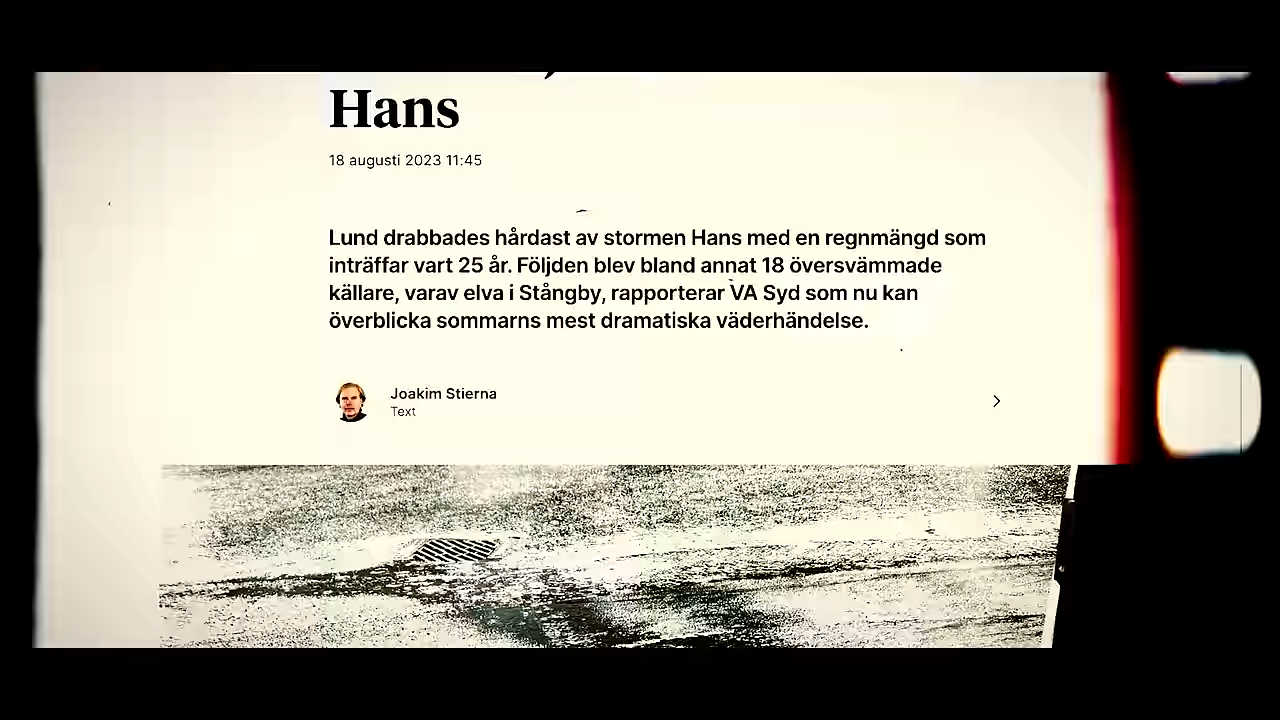 Hans
18 augusti 2023 11:45
Lund drabbades hårdast av stormen Hans med en regnmängd som
inträffar vart 25 år. Följden blev bland annat 18 översvämmade
källare, varav elva i Stångby, rapporterar VA Syd som nu kan
överblicka sommarns mest dramatiska väderhändelse.
Joakim Stierna
Text